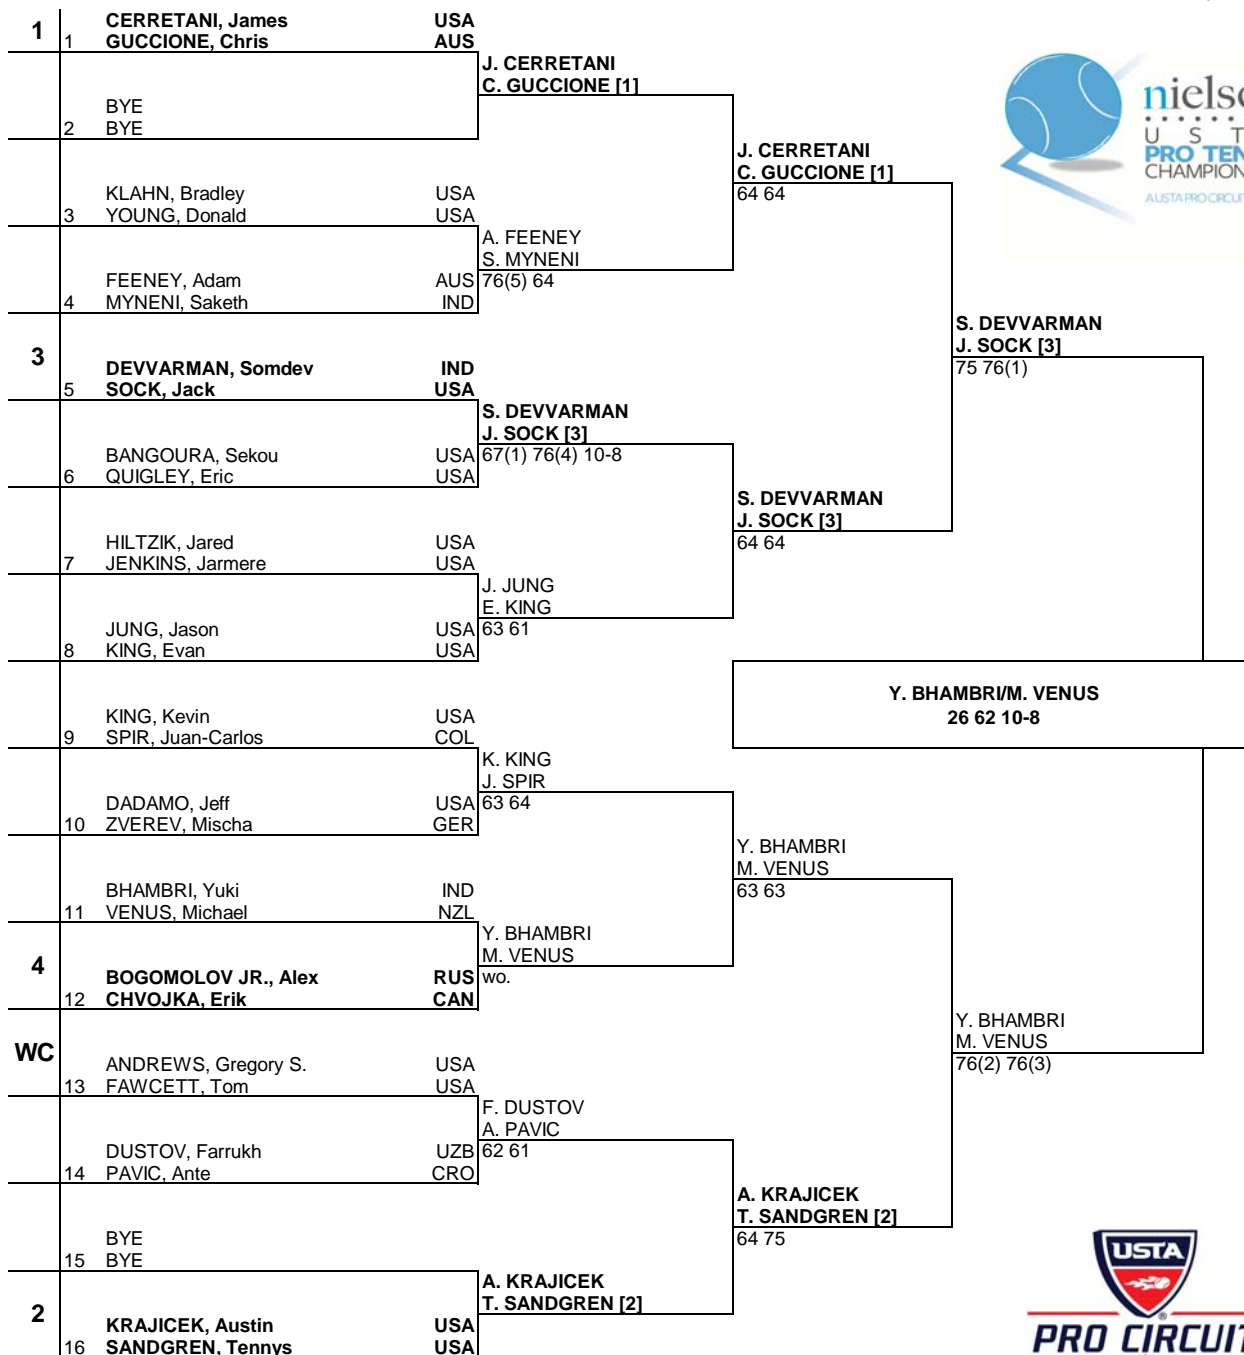 1
CERRETANI, James USA
1 GUCCIONE, Chris AUS
J. CERRETANI
C. GUCCIONE [1]
BYE
2 BYE
J. CERRETANI
C. GUCCIONE [1]
64 64
KLAHN, Bradley USA
3 YOUNG, Donald USA
A. FEENEY
S. MYNENI
76(5) 64
FEENEY, Adam AUS
4 MYNENI, Saketh IND
S. DEVVARMAN
J. SOCK [3]
75 76(1)
3
DEVVARMAN, Somdev IND
5 SOCK, Jack USA
S. DEVVARMAN
J. SOCK [3]
67(1) 76(4) 10-8
BANGOURA, Sekou USA
6 QUIGLEY, Eric USA
S. DEVVARMAN
J. SOCK [3]
64 64
HILTZIK, Jared USA
7 JENKINS, Jarmere USA
J. JUNG
E. KING
63 61
JUNG, Jason USA
8 KING, Evan USA
Y. BHAMBRI/M. VENUS
26 62 10-8
KING, Kevin USA
9 SPIR, Juan-Carlos COL
K. KING
J. SPIR
63 64
DADAMO, Jeff USA
10 ZVEREV, Mischa GER
Y. BHAMBRI
M. VENUS
63 63
BHAMBRI, Yuki IND
11 VENUS, Michael NZL
Y. BHAMBRI
M. VENUS
wo.
4
BOGOMOLOV JR., Alex RUS
12 CHVOJKA, Erik CAN
Y. BHAMBRI
M. VENUS
76(2) 76(3)
WC
ANDREWS, Gregory S. USA
13 FAWCETT, Tom USA
F. DUSTOV
A. PAVIC
62 61
DUSTOV, Farrukh UZB
14 PAVIC, Ante CRO
A. KRAJICEK
T. SANDGREN [2]
64 75
BYE
15 BYE
A. KRAJICEK
T. SANDGREN [2]
2
KRAJICEK, Austin USA
16 SANDGREN, Tennys USA
nielse
U S T
PRO TEN
CHAMPION
A USTA PRO CIRCUI
USTA
PRO CIRCUIT